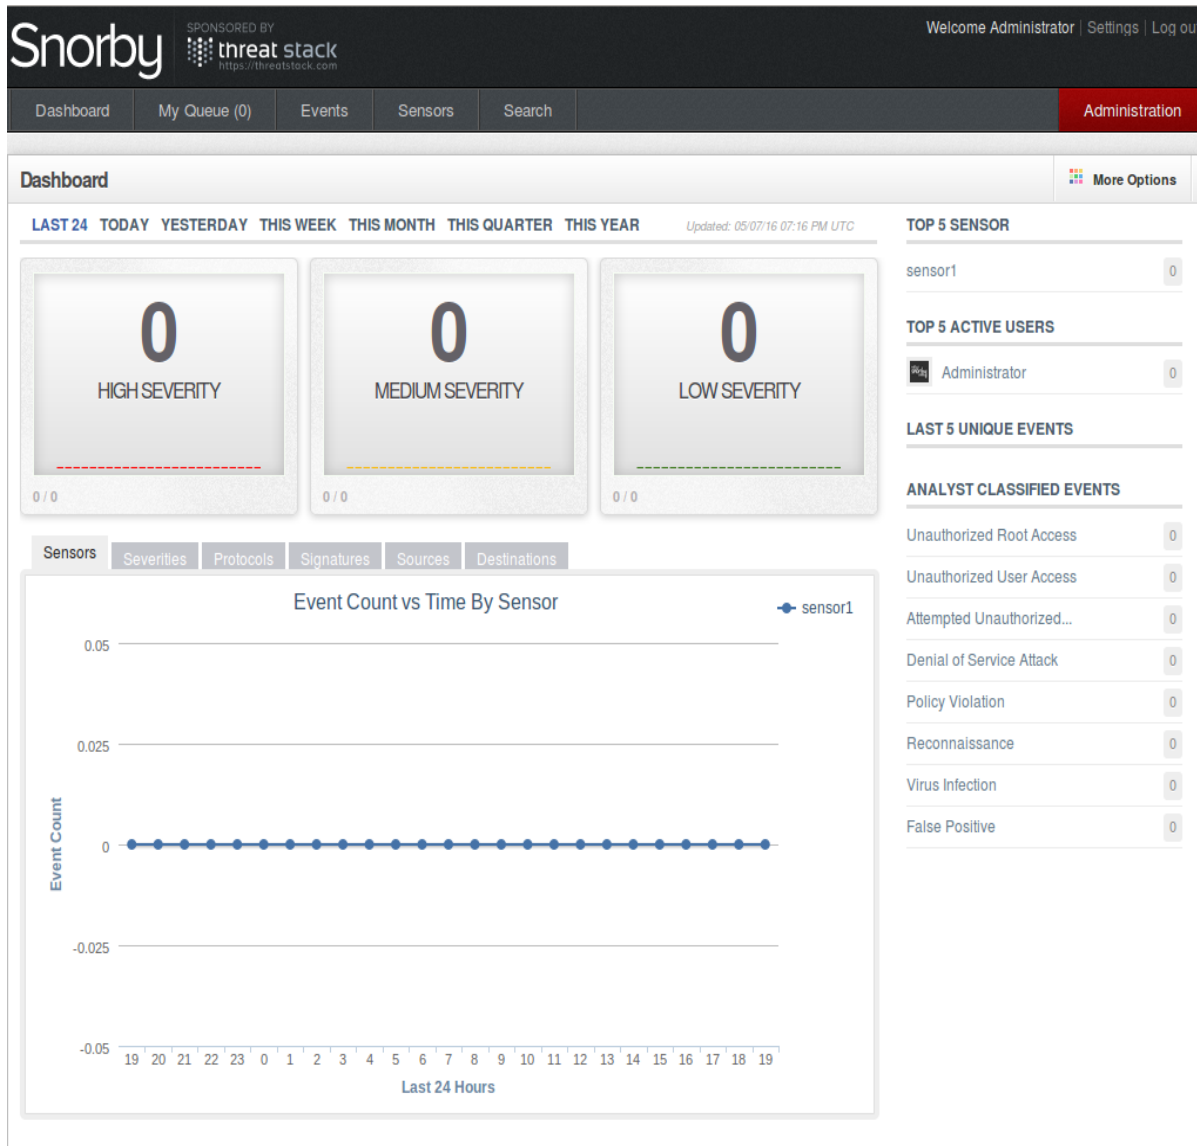 Snorby
SPONSORED BY
threat stack
https://threatstack.com
Welcome Administrator | Settings | Log ou
Dashboard My Queue (0) Events Sensors Search Administration
Dashboard
More Options
LAST 24 TODAY YESTERDAY THIS WEEK THIS MONTH THIS QUARTER THIS YEAR
Updated: 05/07/16 07:16 PM UTC
0
HIGH SEVERITY
0 / 0
0
MEDIUM SEVERITY
0 / 0
0
LOW SEVERITY
0 / 0
Sensors Severities Protocols Signatures Sources Destinations
Event Count vs Time By Sensor
sensor1
0.05
0.025
0
-0.025
-0.05
Event Count
19 20 21 22 23 0 1 2 3 4 5 6 7 8 9 10 11 12 13 14 15 16 17 18 19
Last 24 Hours
TOP 5 SENSOR
sensor1 0
TOP 5 ACTIVE USERS
Administrator 0
LAST 5 UNIQUE EVENTS
ANALYST CLASSIFIED EVENTS
Unauthorized Root Access 0
Unauthorized User Access 0
Attempted Unauthorized... 0
Denial of Service Attack 0
Policy Violation 0
Reconnaissance 0
Virus Infection 0
False Positive 0